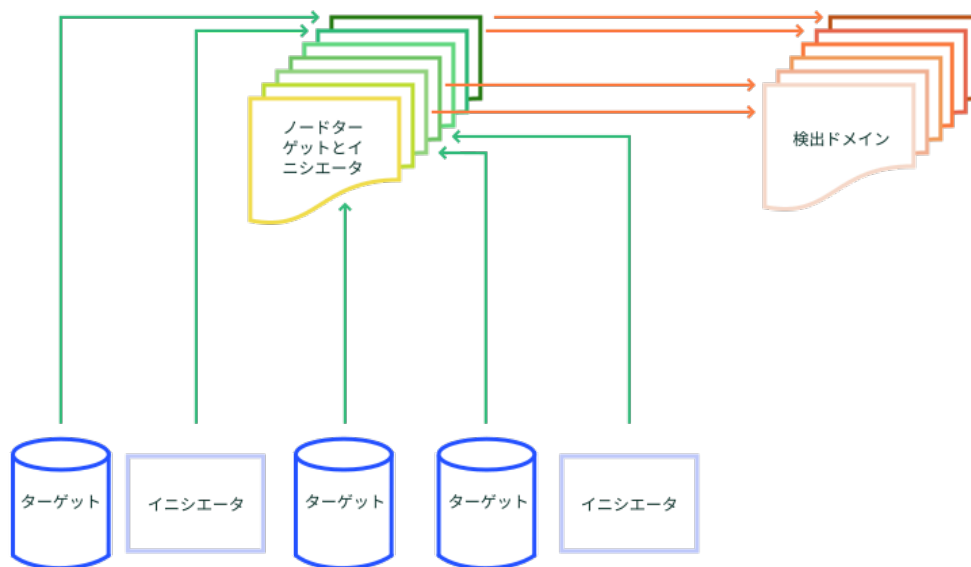 ノードター
ゲットとイ
ニシエータ
検出ドメイン
ターゲット
イニシエータ
ターゲット
ターゲット
イニシエータ